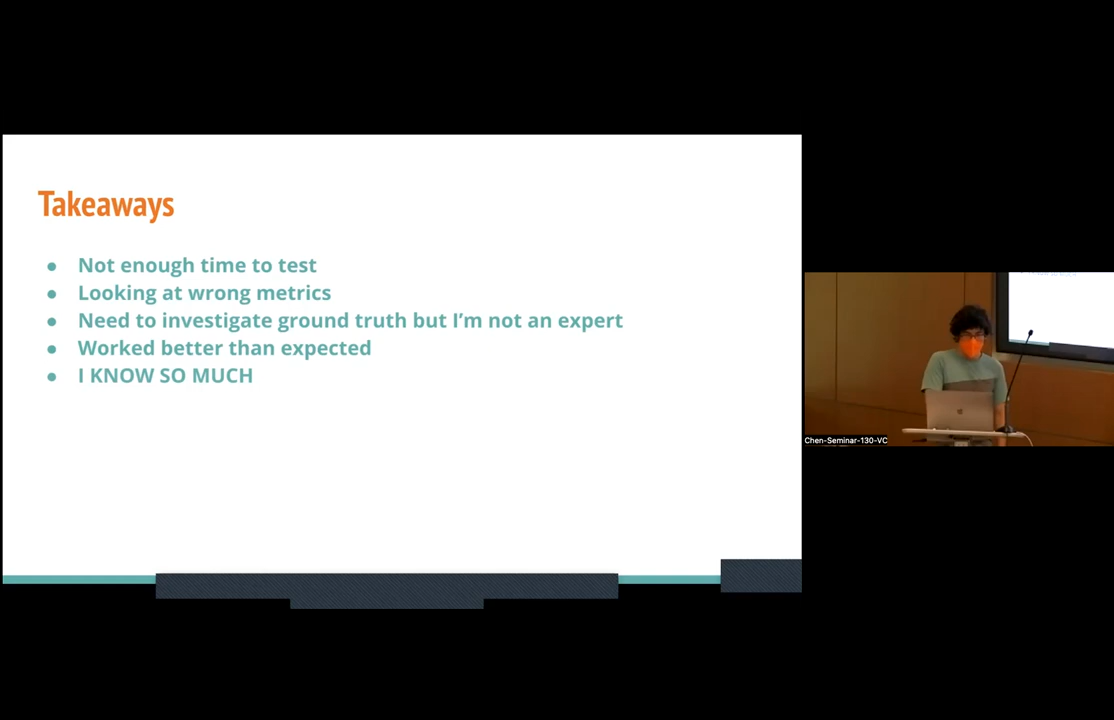 Takeaways
Not enough time to test
Looking at wrong metrics
Need to investigate ground truth but I'm not an expert
Worked better than expected
I KNOW SO MUCH
Chen-Seminar-130-VC